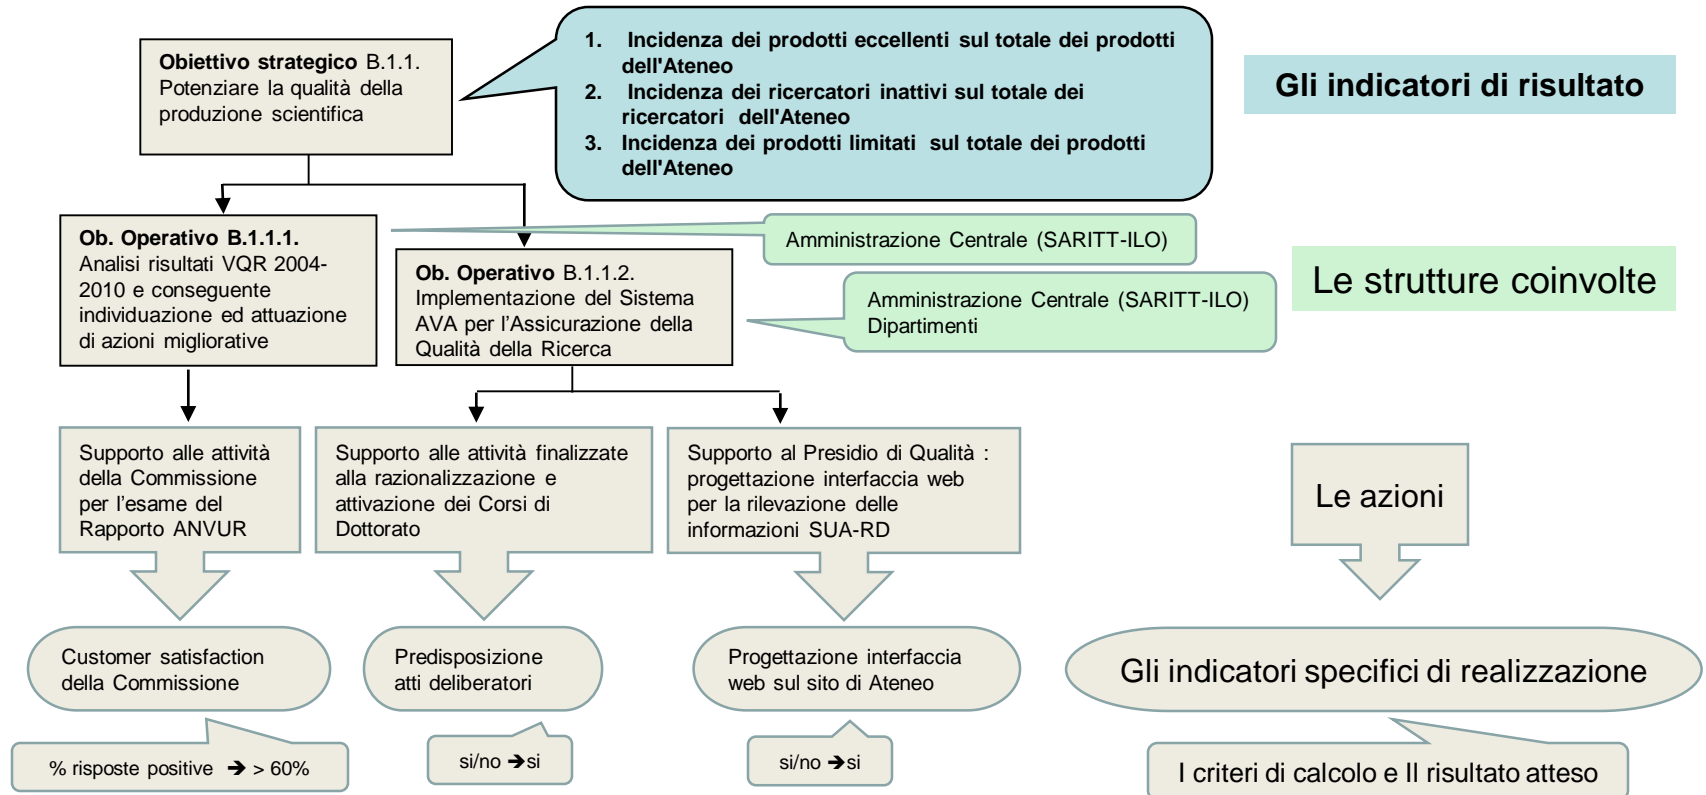 Obiettivo strategico B.1.1.
Potenziare la qualità della
produzione scientifica
1. Incidenza dei prodotti eccellenti sul totale dei prodotti
dell'Ateneo
2. Incidenza dei ricercatori inattivi sul totale dei
ricercatori dell'Ateneo
3. Incidenza dei prodotti limitati sul totale dei prodotti
dell'Ateneo
Gli indicatori di risultato
Ob. Operativo B.1.1.1.
Analisi risultati VQR 2004-
2010 e conseguente
individuazione ed attuazione
di azioni migliorative
Ob. Operativo B.1.1.2.
Implementazione del Sistema
AVA per l'Assicurazione della
Qualità della Ricerca
Amministrazione Centrale (SARITT-ILO)
Amministrazione Centrale (SARITT-ILO)
Dipartimenti
Le strutture coinvolte
Supporto alle attività
della Commissione
per l'esame del
Rapporto ANVUR
Supporto alle attività finalizzate
alla razionalizzazione e
attivazione dei Corsi di
Dottorato
Supporto al Presidio di Qualità :
progettazione interfaccia web
per la rilevazione delle
informazioni SUA-RD
Le azioni
Customer satisfaction
della Commissione
Predisposizione
atti deliberatori
Progettazione interfaccia
web sul sito di Ateneo
Gli indicatori specifici di realizzazione
% risposte positive ➔ > 60%
si/no ➔si
si/no ➔si
I criteri di calcolo e Il risultato atteso